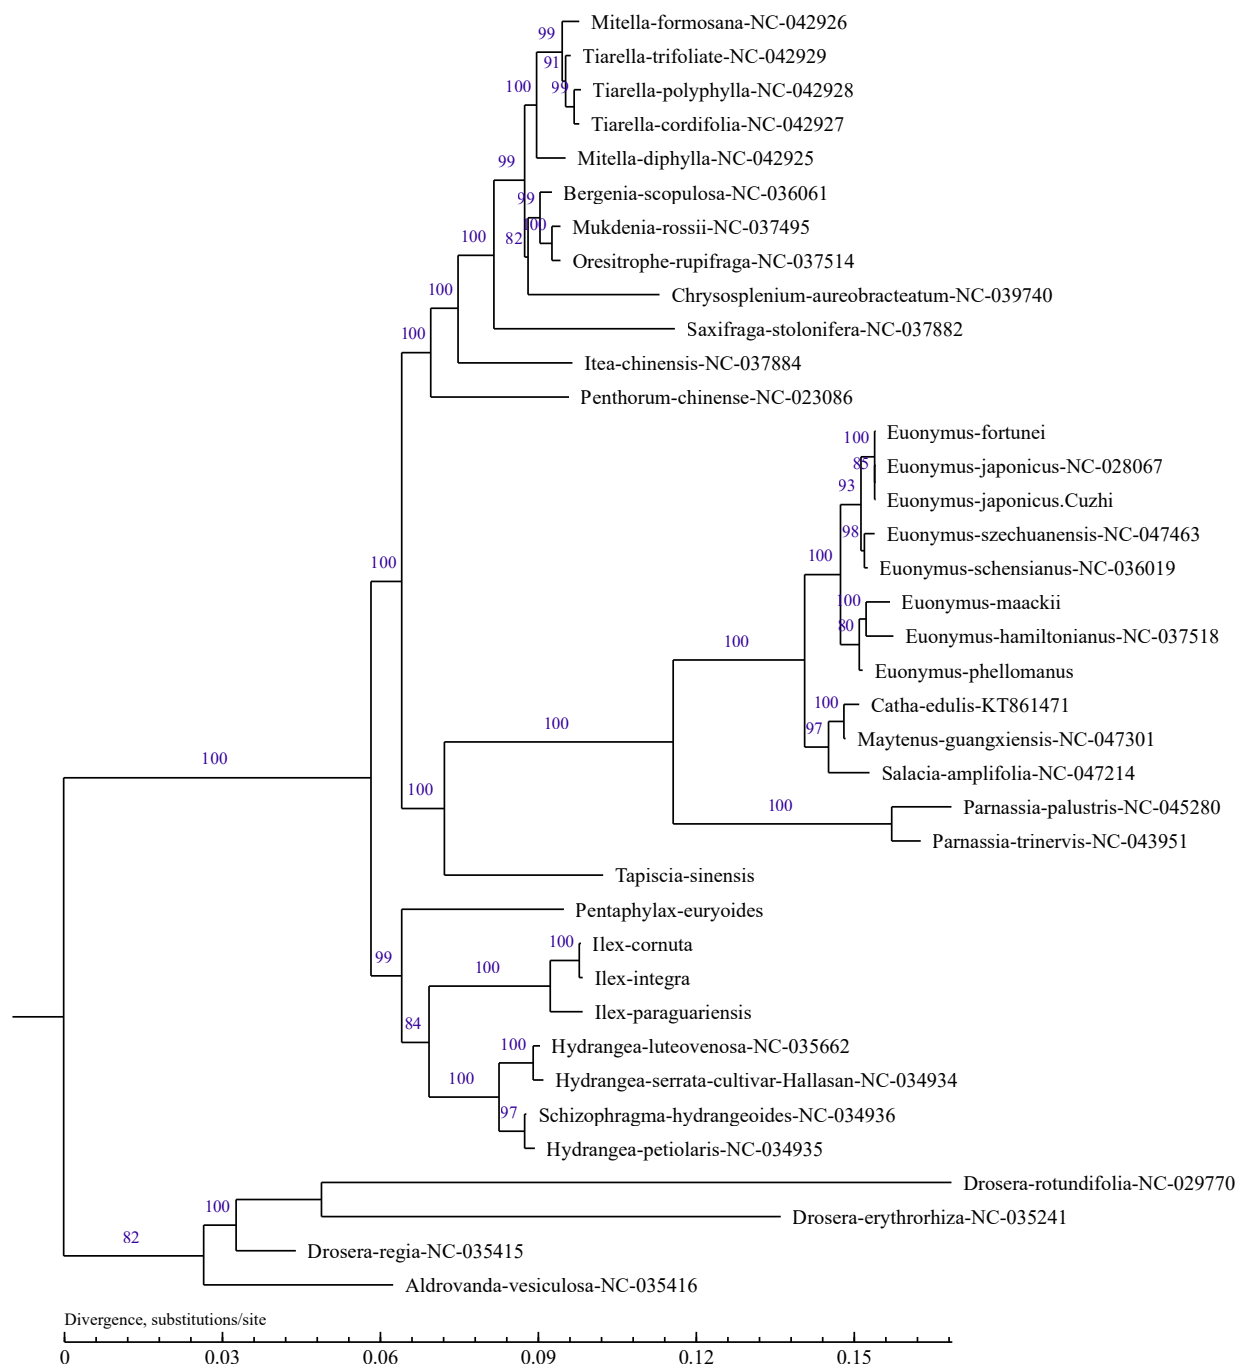 Mitella-formosana-NC-042926
99
Tiarella-trifoliate-NC-042929
91
100
99
Tiarella-polyphylla-NC-042928
Tiarella-cordifolia-NC-042927
99
Mitella-diphylla-NC-042925
99
Bergenia-scopulosa-NC-036061
100
Mukdenia-rossii-NC-037495
100
82
Oresitrophe-rupifraga-NC-037514
100
Chrysosplenium-aureobracteatum-NC-039740
100
Saxifraga-stolonifera-NC-037882
Itea-chinensis-NC-037884
Penthorum-chinense-NC-023086
100
Euonymus-fortunei
85
Euonymus-japonicus-NC-028067
93
Euonymus-japonicus.Cuzhi
98
Euonymus-szechuanensis-NC-047463
100
100
Euonymus-schensianus-NC-036019
100
Euonymus-maackii
80
Euonymus-hamiltonianus-NC-037518
100
Euonymus-phellomanus
100
Catha-edulis-KT861471
100
97
Maytenus-guangxiensis-NC-047301
100
Salacia-amplifolia-NC-047214
100
100
Parnassia-palustris-NC-045280
Parnassia-trinervis-NC-043951
Tapiscia-sinensis
Pentaphylax-euryoides
100
Ilex-cornuta
99
100
Ilex-integra
Ilex-paraguariensis
84
100
Hydrangea-luteovenosa-NC-035662
100
Hydrangea-serrata-cultivar-Hallasan-NC-034934
97
Schizophragma-hydrangeoides-NC-034936
Hydrangea-petiolaris-NC-034935
Drosera-rotundifolia-NC-029770
100
Drosera-erythrorhiza-NC-035241
82
Drosera-regia-NC-035415
Aldrovanda-vesiculosa-NC-035416
Divergence, substitutions/site
0 0.03 0.06 0.09 0.12 0.15